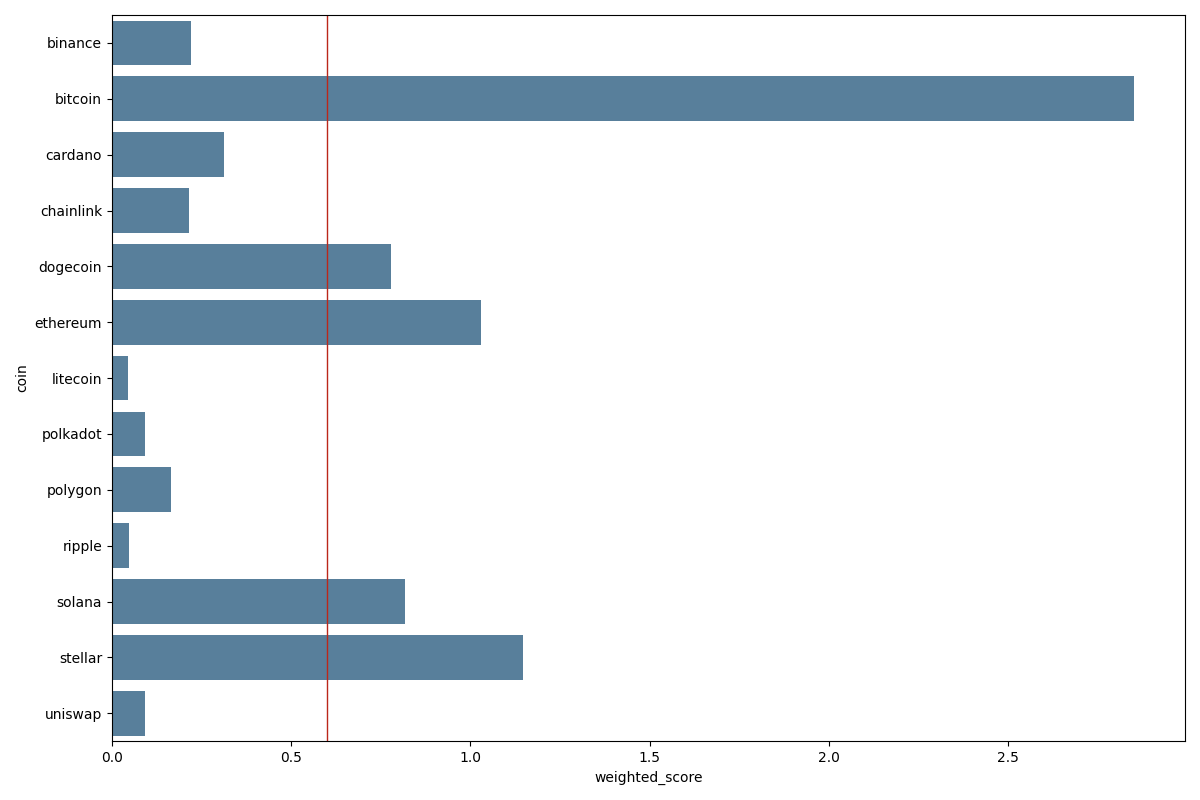 binance
bitcoin
cardano
chainlink
dogecoin
ethereum
litecoin
polkadot
polygon
ripple
solana
stellar
uniswap
coin
0.0 0.5 1.0 1.5 2.0 2.5
weighted_score